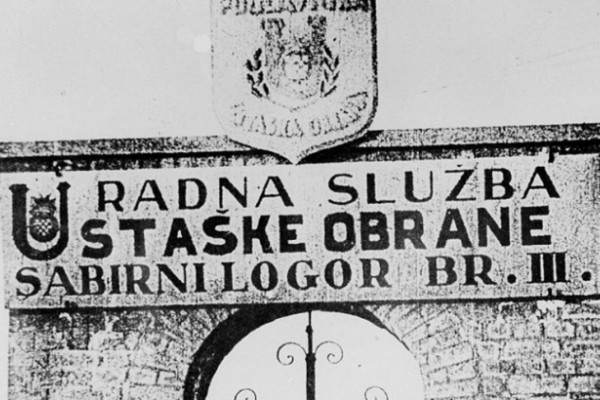 RADNA SLUŽBA
USTAŠKE OBRANE
SABIRNI LOGOR BR. III.